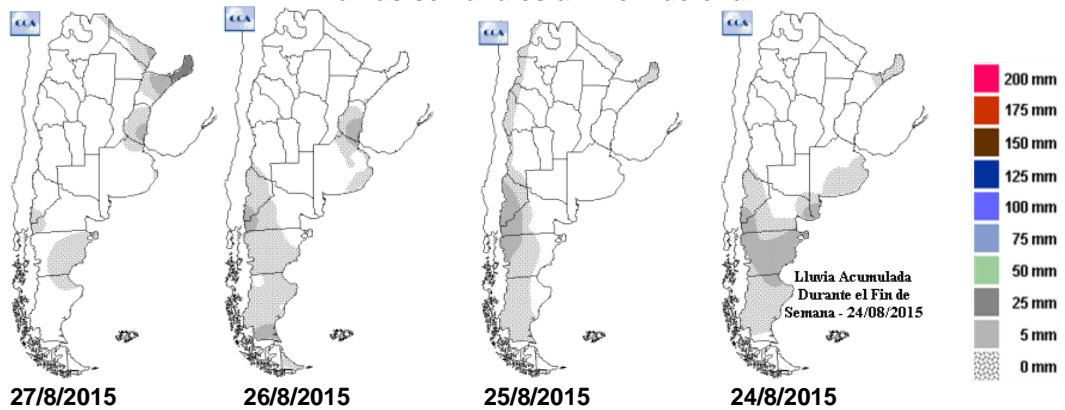 CCA
CCA
CCA
CCA
200 mm
175 mm
150 mm
125 mm
100 mm
75 mm
50 mm
25 mm
5 mm
0 mm
Lluvia Acumulada
Durante el Fin de
Semana - 24/08/2015
27/8/2015
26/8/2015
25/8/2015
24/8/2015